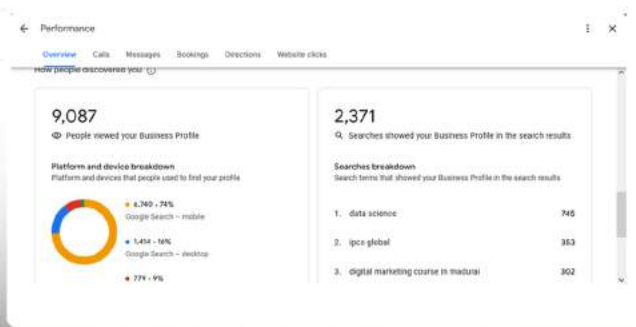 Performance
Overview Calls Messages Bookings Directions Website clicks
How people discovered you
9,087
People viewed your Business Profile
Platform and device breakdown
Platform and devices that people used to find your profile
6,740 - 74%
Google Search – mobile
1,414 - 16%
Google Search – desktop
779 - 9%
2,371
Searches showed your Business Profile in the search results
Searches breakdown
Search terms that showed your Business Profile in the search results
1. data science 745
2. ipcs global 353
3. digital marketing course in madurai 302